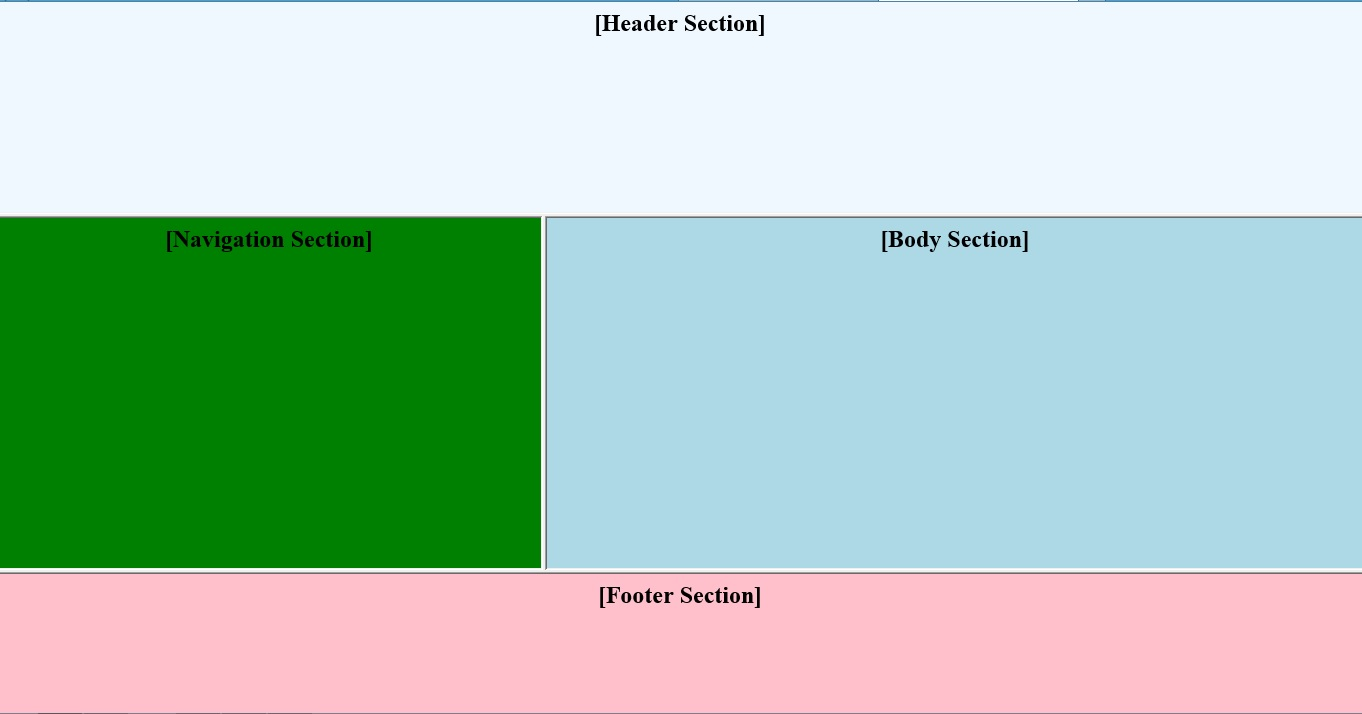 [Header Section]
[Navigation Section]
[Body Section]
[Footer Section]